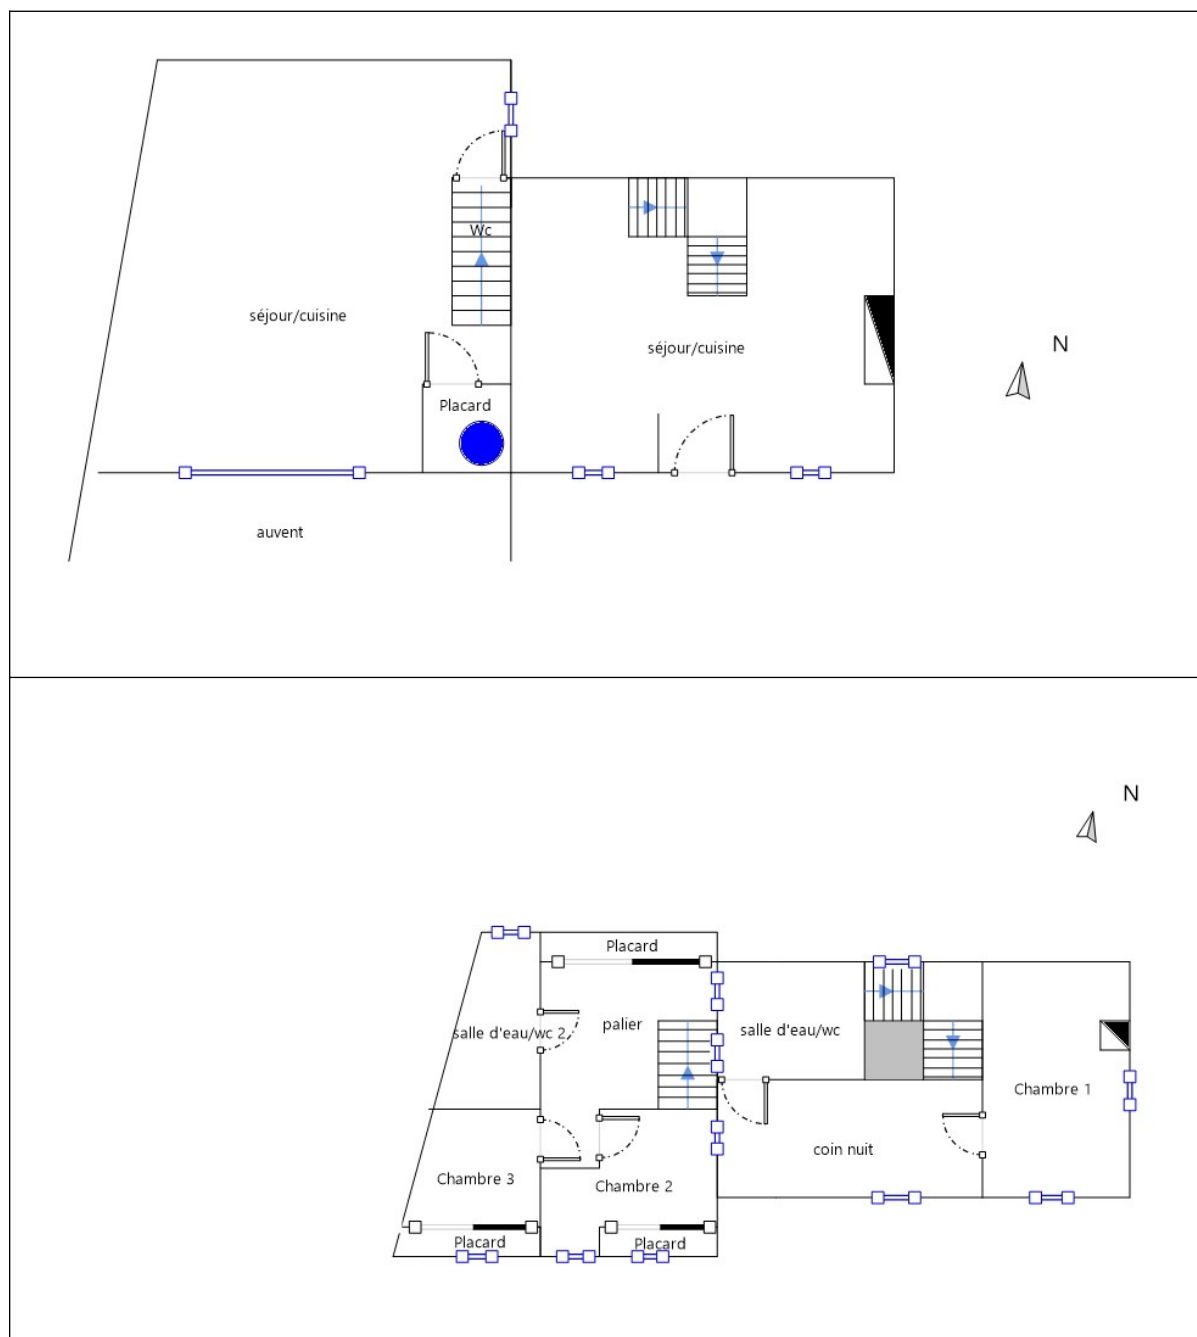 Wc
séjour/cuisine
séjour/cuisine
N
Placard
auvent
N
Placard
salle d'eau/wc 2
palier
salle d'eau/wc
Chambre 1
coin nuit
Chambre 3
Chambre 2
Placard
Placard